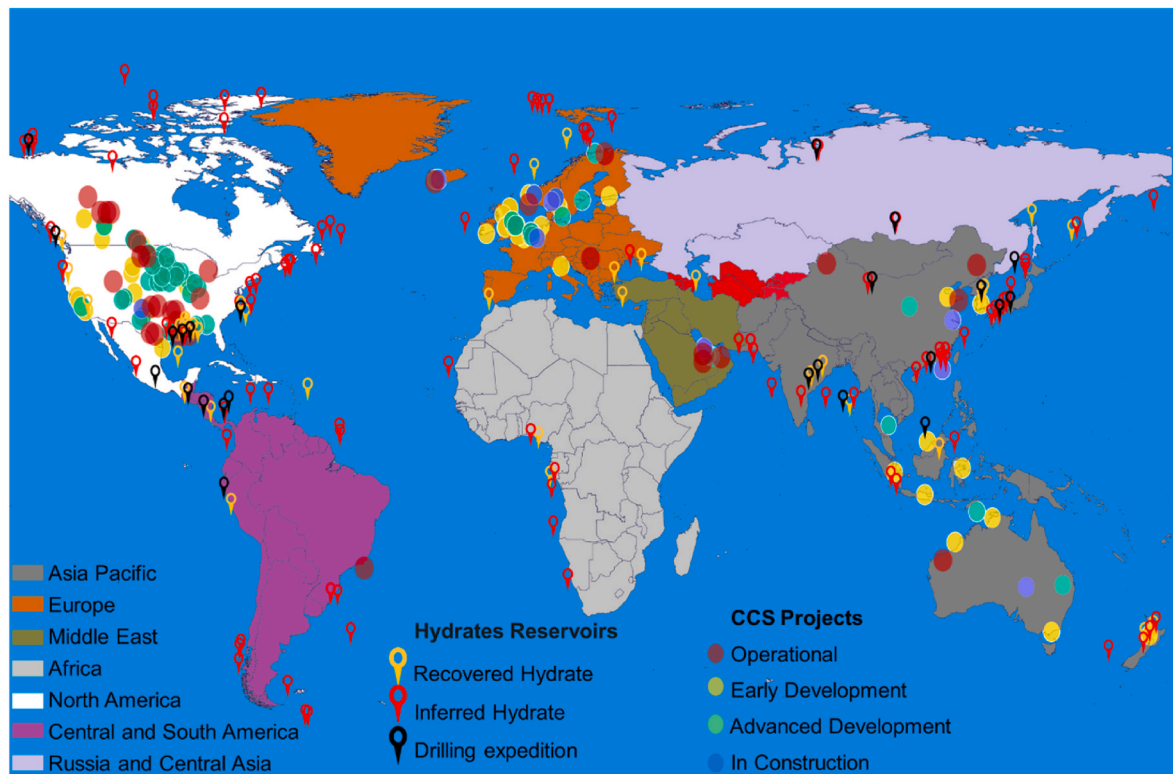 Asia Pacific
Europe
Middle East
Africa
North America
Central and South America
Russia and Central Asia
Hydrates Reservoirs
Recovered Hydrate
Inferred Hydrate
Drilling expedition
CCS Projects
Operational
Early Development
Advanced Development
In Construction